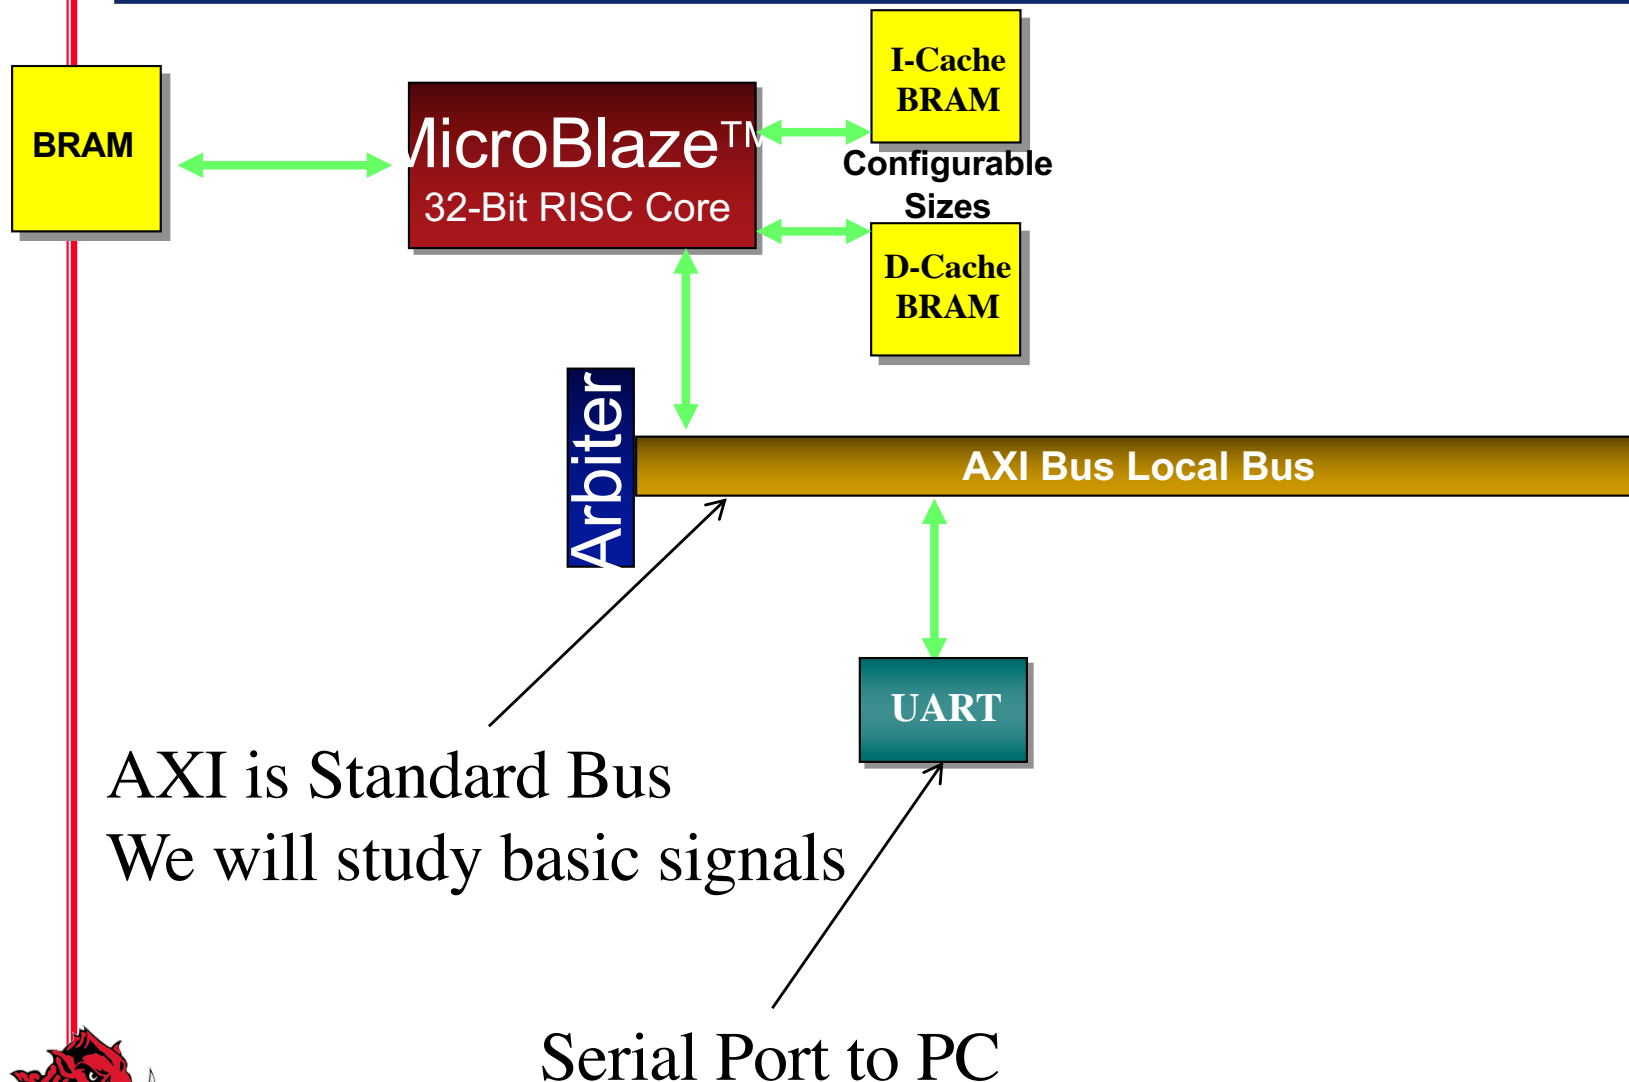 I-Cache
BRAM
BRAM
MicroBlaze™
32-Bit RISC Core
Configurable
Sizes
D-Cache
BRAM
Arbiter
AXI Bus Local Bus
UART
AXI is Standard Bus
We will study basic signals
Serial Port to PC